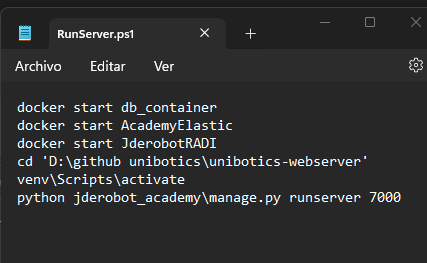 RunServer.ps1
Archivo Editar Ver
docker start db_container
docker start AcademyElastic
docker start JderobotRADI
cd 'D:\github unibotics\unibotics-webserver'
venv\Scripts\activate
python jderobot_academy\manage.py runserver 7000